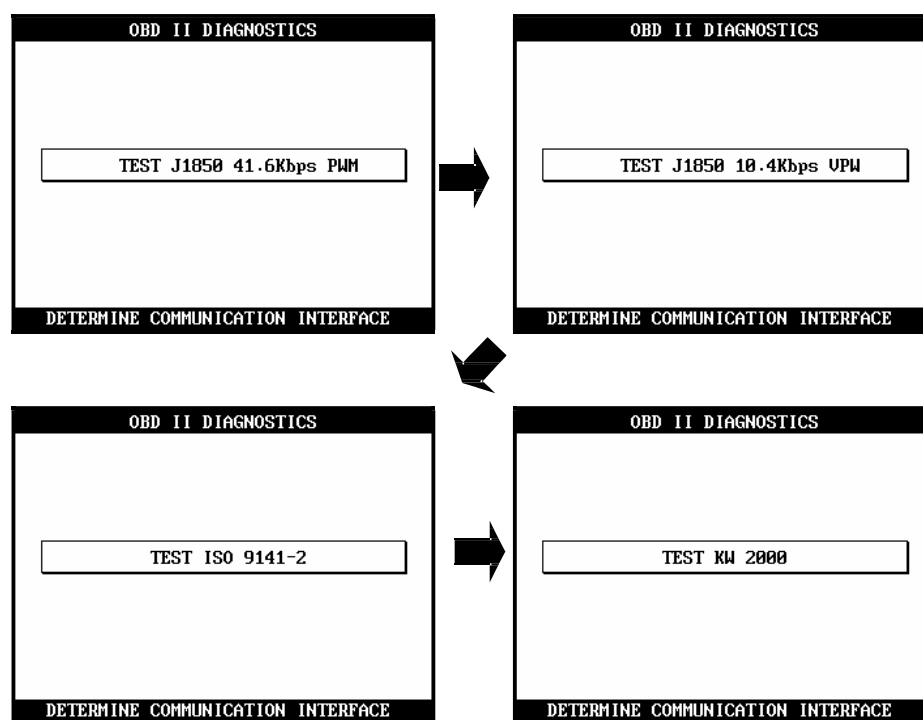 OBD II DIAGNOSTICS
TEST J1850 41.6Kbps PWM
DETERMINE COMMUNICATION INTERFACE
OBD II DIAGNOSTICS
TEST J1850 10.4Kbps VPW
DETERMINE COMMUNICATION INTERFACE
OBD II DIAGNOSTICS
TEST ISO 9141-2
DETERMINE COMMUNICATION INTERFACE
OBD II DIAGNOSTICS
TEST KW 2000
DETERMINE COMMUNICATION INTERFACE